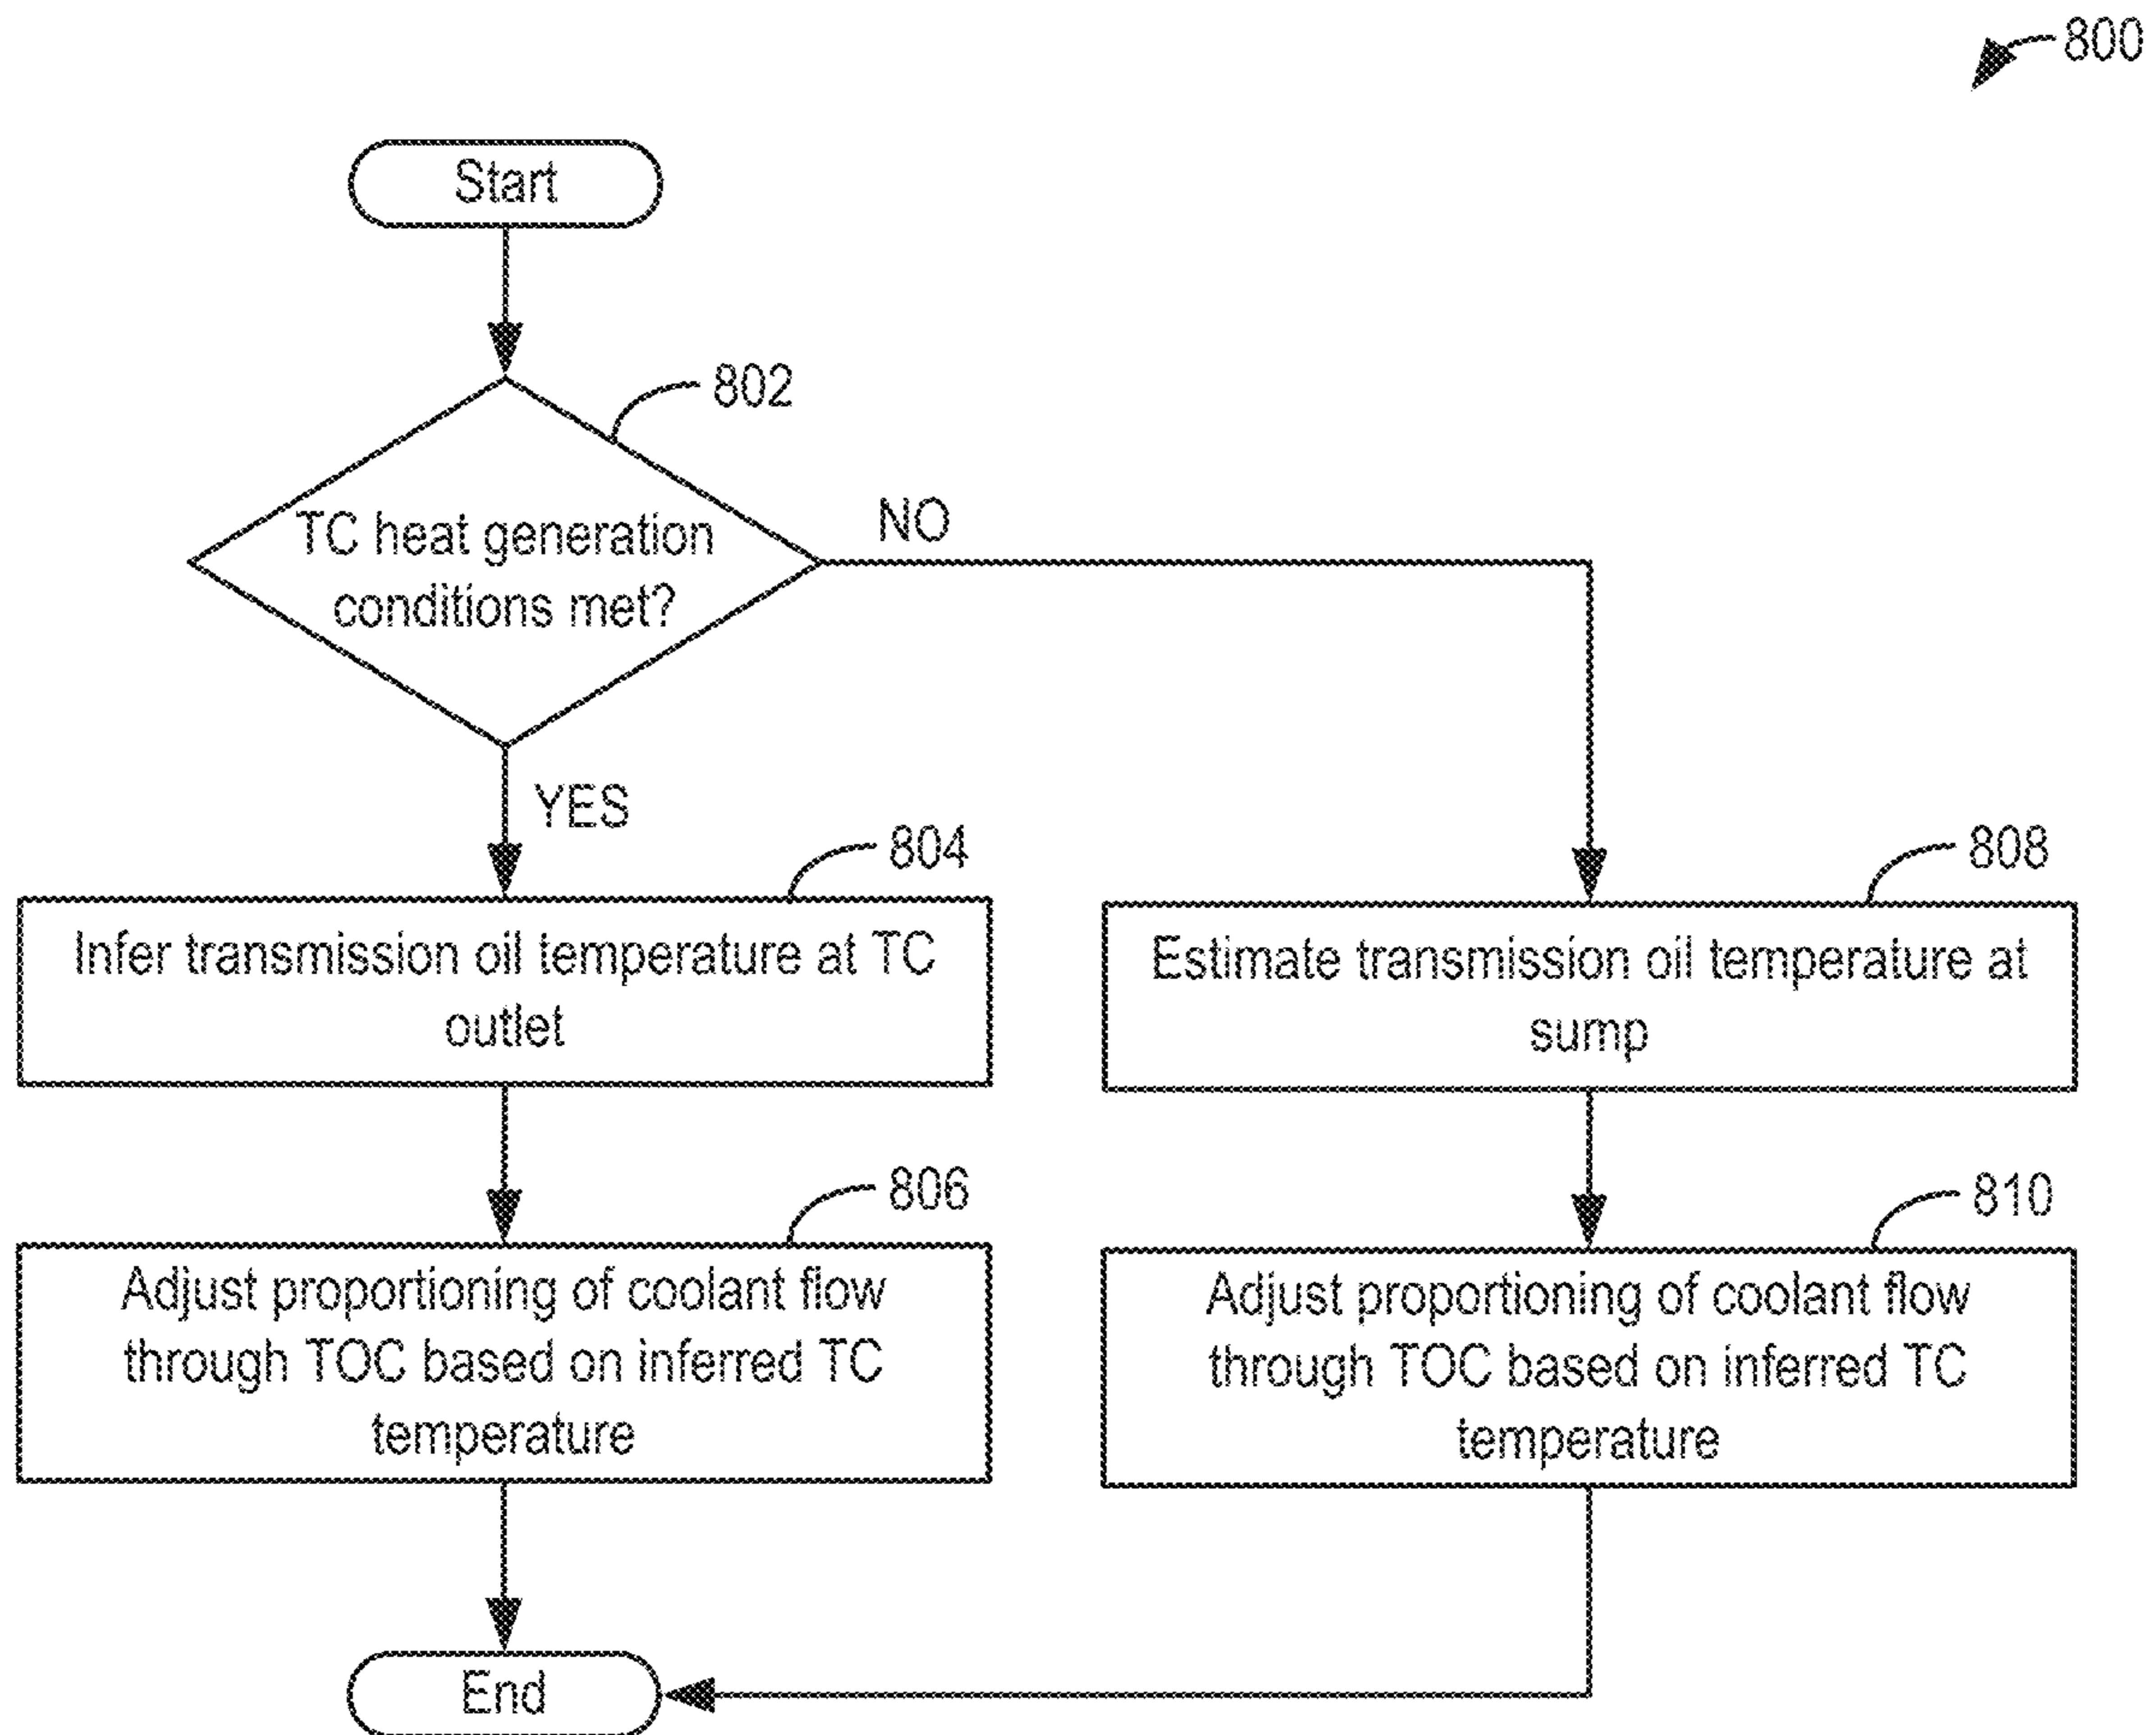 800
Start
802
TC heat generation
conditions met?
NO
YES
804
Infer transmission oil temperature at TC
outlet
808
Estimate transmission oil temperature at
sump
806
Adjust proportioning of coolant flow
through TOC based on inferred TC
temperature
810
Adjust proportioning of coolant flow
through TOC based on inferred TC
temperature
End